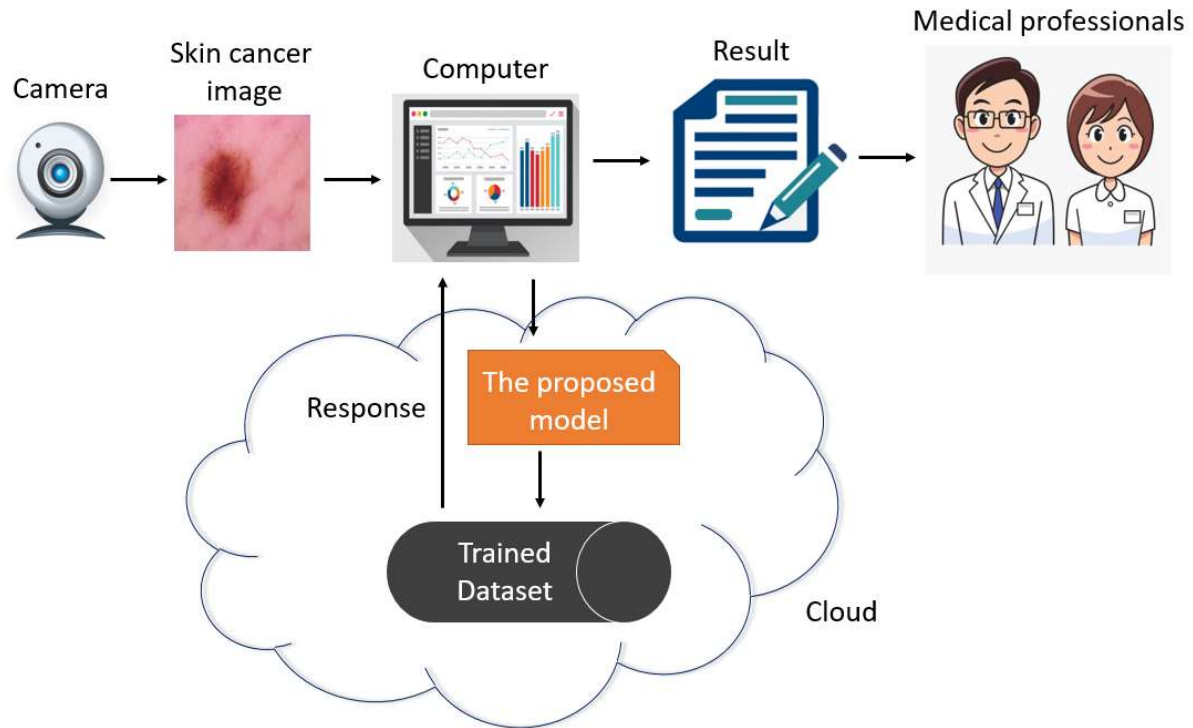 Camera
Skin cancer
image
Computer
Result
Medical professionals
Response
The proposed
model
Trained
Dataset
Cloud